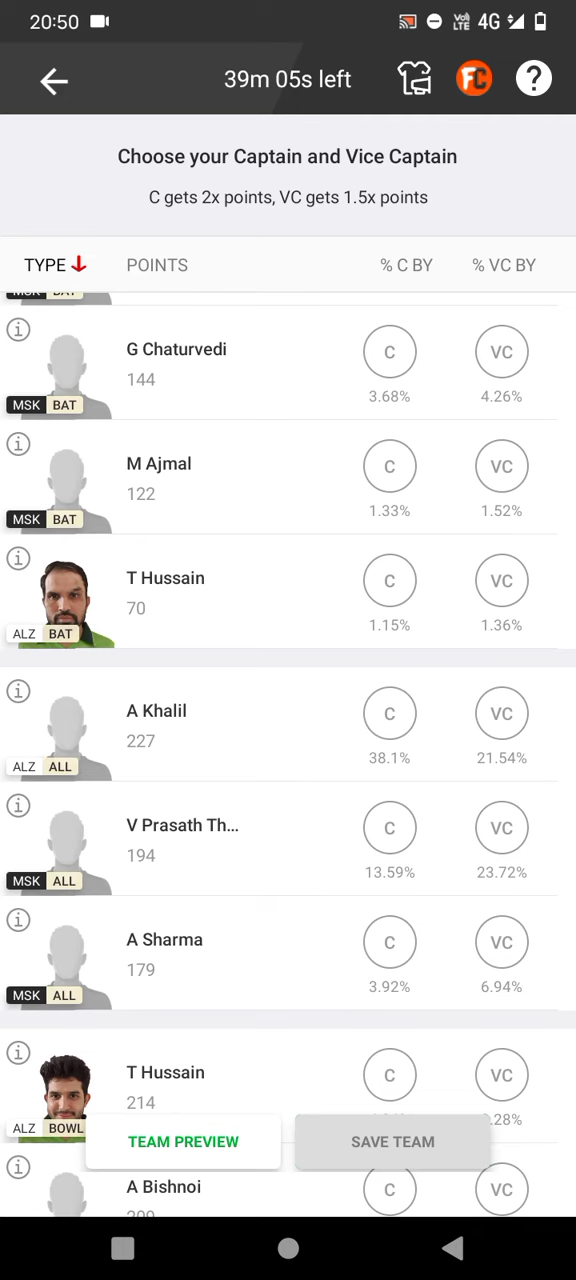 20:50 Vo) LTE 4G
39m 05s left FC ?
Choose your Captain and Vice Captain
C gets 2x points, VC gets 1.5x points
TYPE POINTS % C BY % VC BY
MSK BAT
G Chaturvedi
144
C VC
MSK BAT 3.68% 4.26%
M Ajmal
122
C VC
MSK BAT 1.33% 1.52%
T Hussain
70
C VC
ALZ BAT 1.15% 1.36%
A Khalil
227
C VC
ALZ ALL 38.1% 21.54%
V Prasath Th...
194
C VC
MSK ALL 13.59% 23.72%
A Sharma
179
C VC
MSK ALL 3.92% 6.94%
T Hussain
214
C VC
ALZ BOWL .28%
TEAM PREVIEW SAVE TEAM
A Bishnoi
C VC